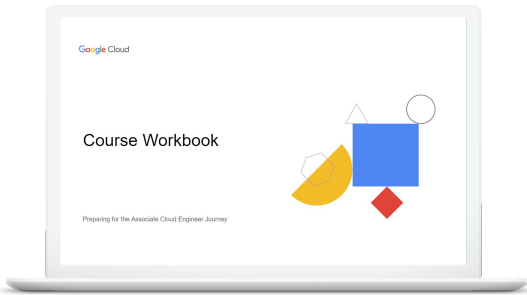 Google Cloud
Course Workbook
Preparing for the Associate Cloud Engineer Journey